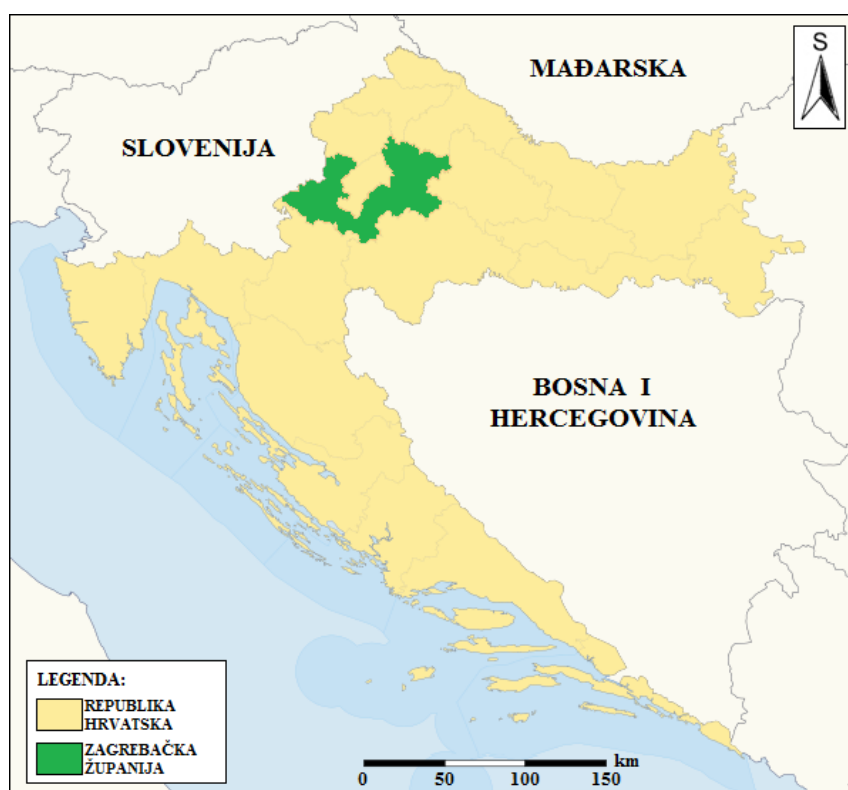 S
MAĐARSKA
SLOVENIJA
BOSNA I
HERCEGOVINA
LEGENDA:
REPUBLIKA
HRVATSKA
ZAGREBAČKA
ŽUPANIJA
km
0 50 100 150